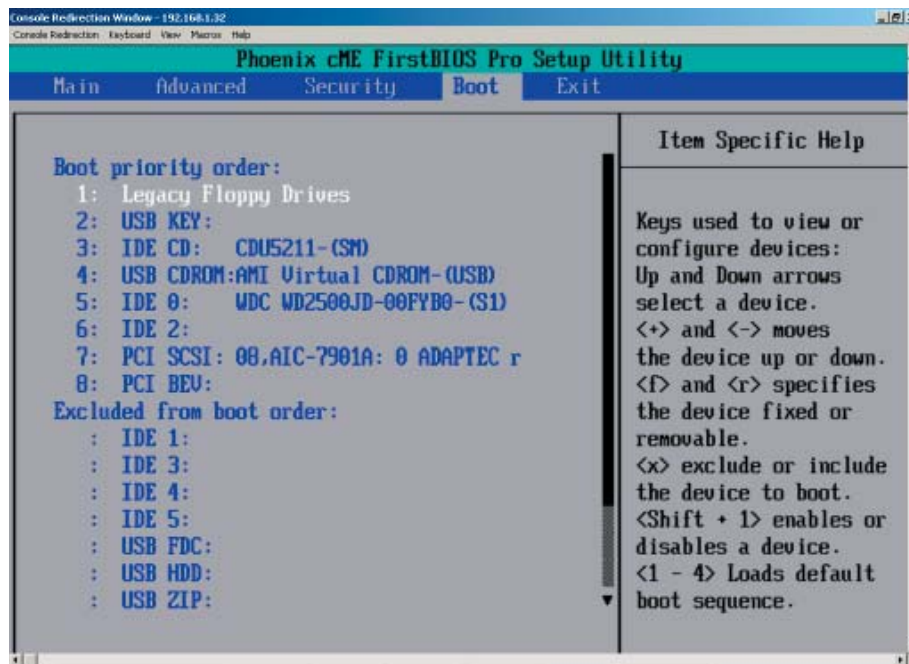 Console Redirection Window - 192.168.1.32
Console Redirection Keyboard View Macros Help
Phoenix cME FirstBIOS Pro Setup Utility
Main Advanced Security Boot Exit
Boot priority order:
1: Legacy Floppy Drives
2: USB KEY:
3: IDE CD: CDU5211-(SM)
4: USB CDROM:AMI Virtual CDROM-(USB)
5: IDE 0: WDC WD2500JD-00FYB0-(S1)
6: IDE 2:
7: PCI SCSI: 08,AIC-7901A: 0 ADAPTEC r
8: PCI BEV:
Excluded from boot order:
: IDE 1:
: IDE 3:
: IDE 4:
: IDE 5:
: USB FDC:
: USB HDD:
: USB ZIP:
Item Specific Help
Keys used to view or
configure devices:
Up and Down arrows
select a device.
<+> and <-> moves
the device up or down.
<f> and <r> specifies
the device fixed or
removable.
<x> exclude or include
the device to boot.
<Shift + 1> enables or
disables a device.
<1 - 4> Loads default
boot sequence.